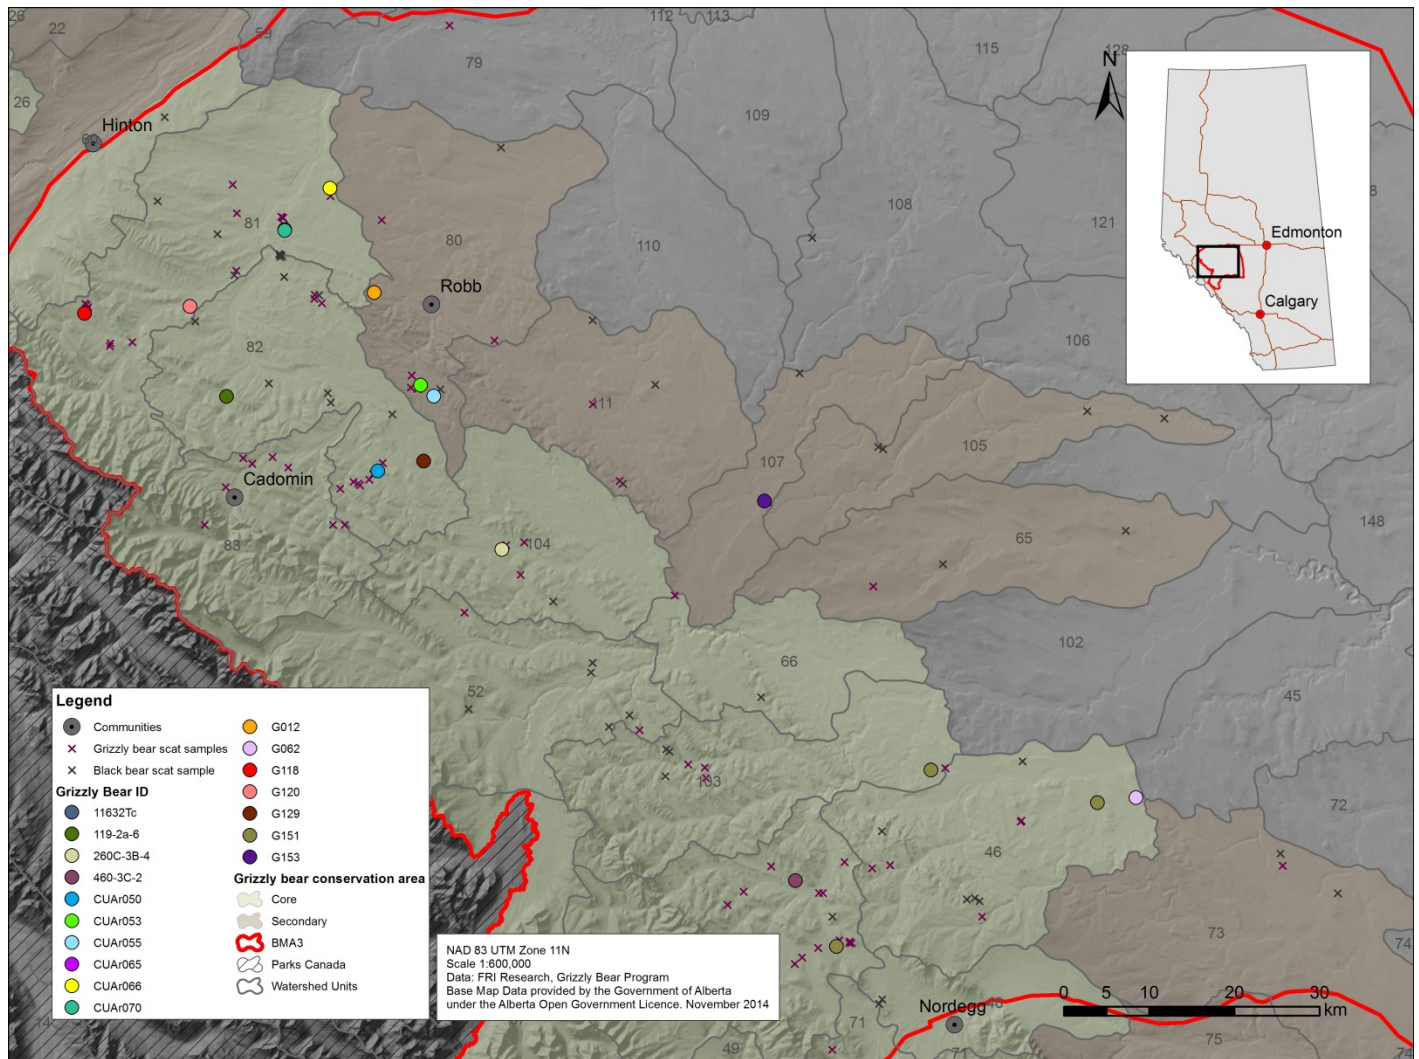 26
22
59
112
113
79
115
128
N
26
Hinton
109
108
8
121
Edmonton
81
80
110
Robb
Calgary
106
82
111
105
107
Cadomin
148
83
104
65
66
102
52
45
103
72
46
73
74
Nordegg
48
71
49
75
71
14
Legend
Communities
Grizzly bear scat samples
Black bear scat sample
Grizzly Bear ID
11632Tc
119-2a-6
260C-3B-4
460-3C-2
CUAr050
CUAr053
CUAr055
CUAr065
CUAr066
CUAr070
G012
G062
G118
G120
G129
G151
G153
Grizzly bear conservation area
Core
Secondary
BMA3
Parks Canada
Watershed Units
NAD 83 UTM Zone 11N
Scale 1:600,000
Data: FRI Research, Grizzly Bear Program
Base Map Data provided by the Government of Alberta
under the Alberta Open Government Licence. November 2014
0 5 10 20 30
km